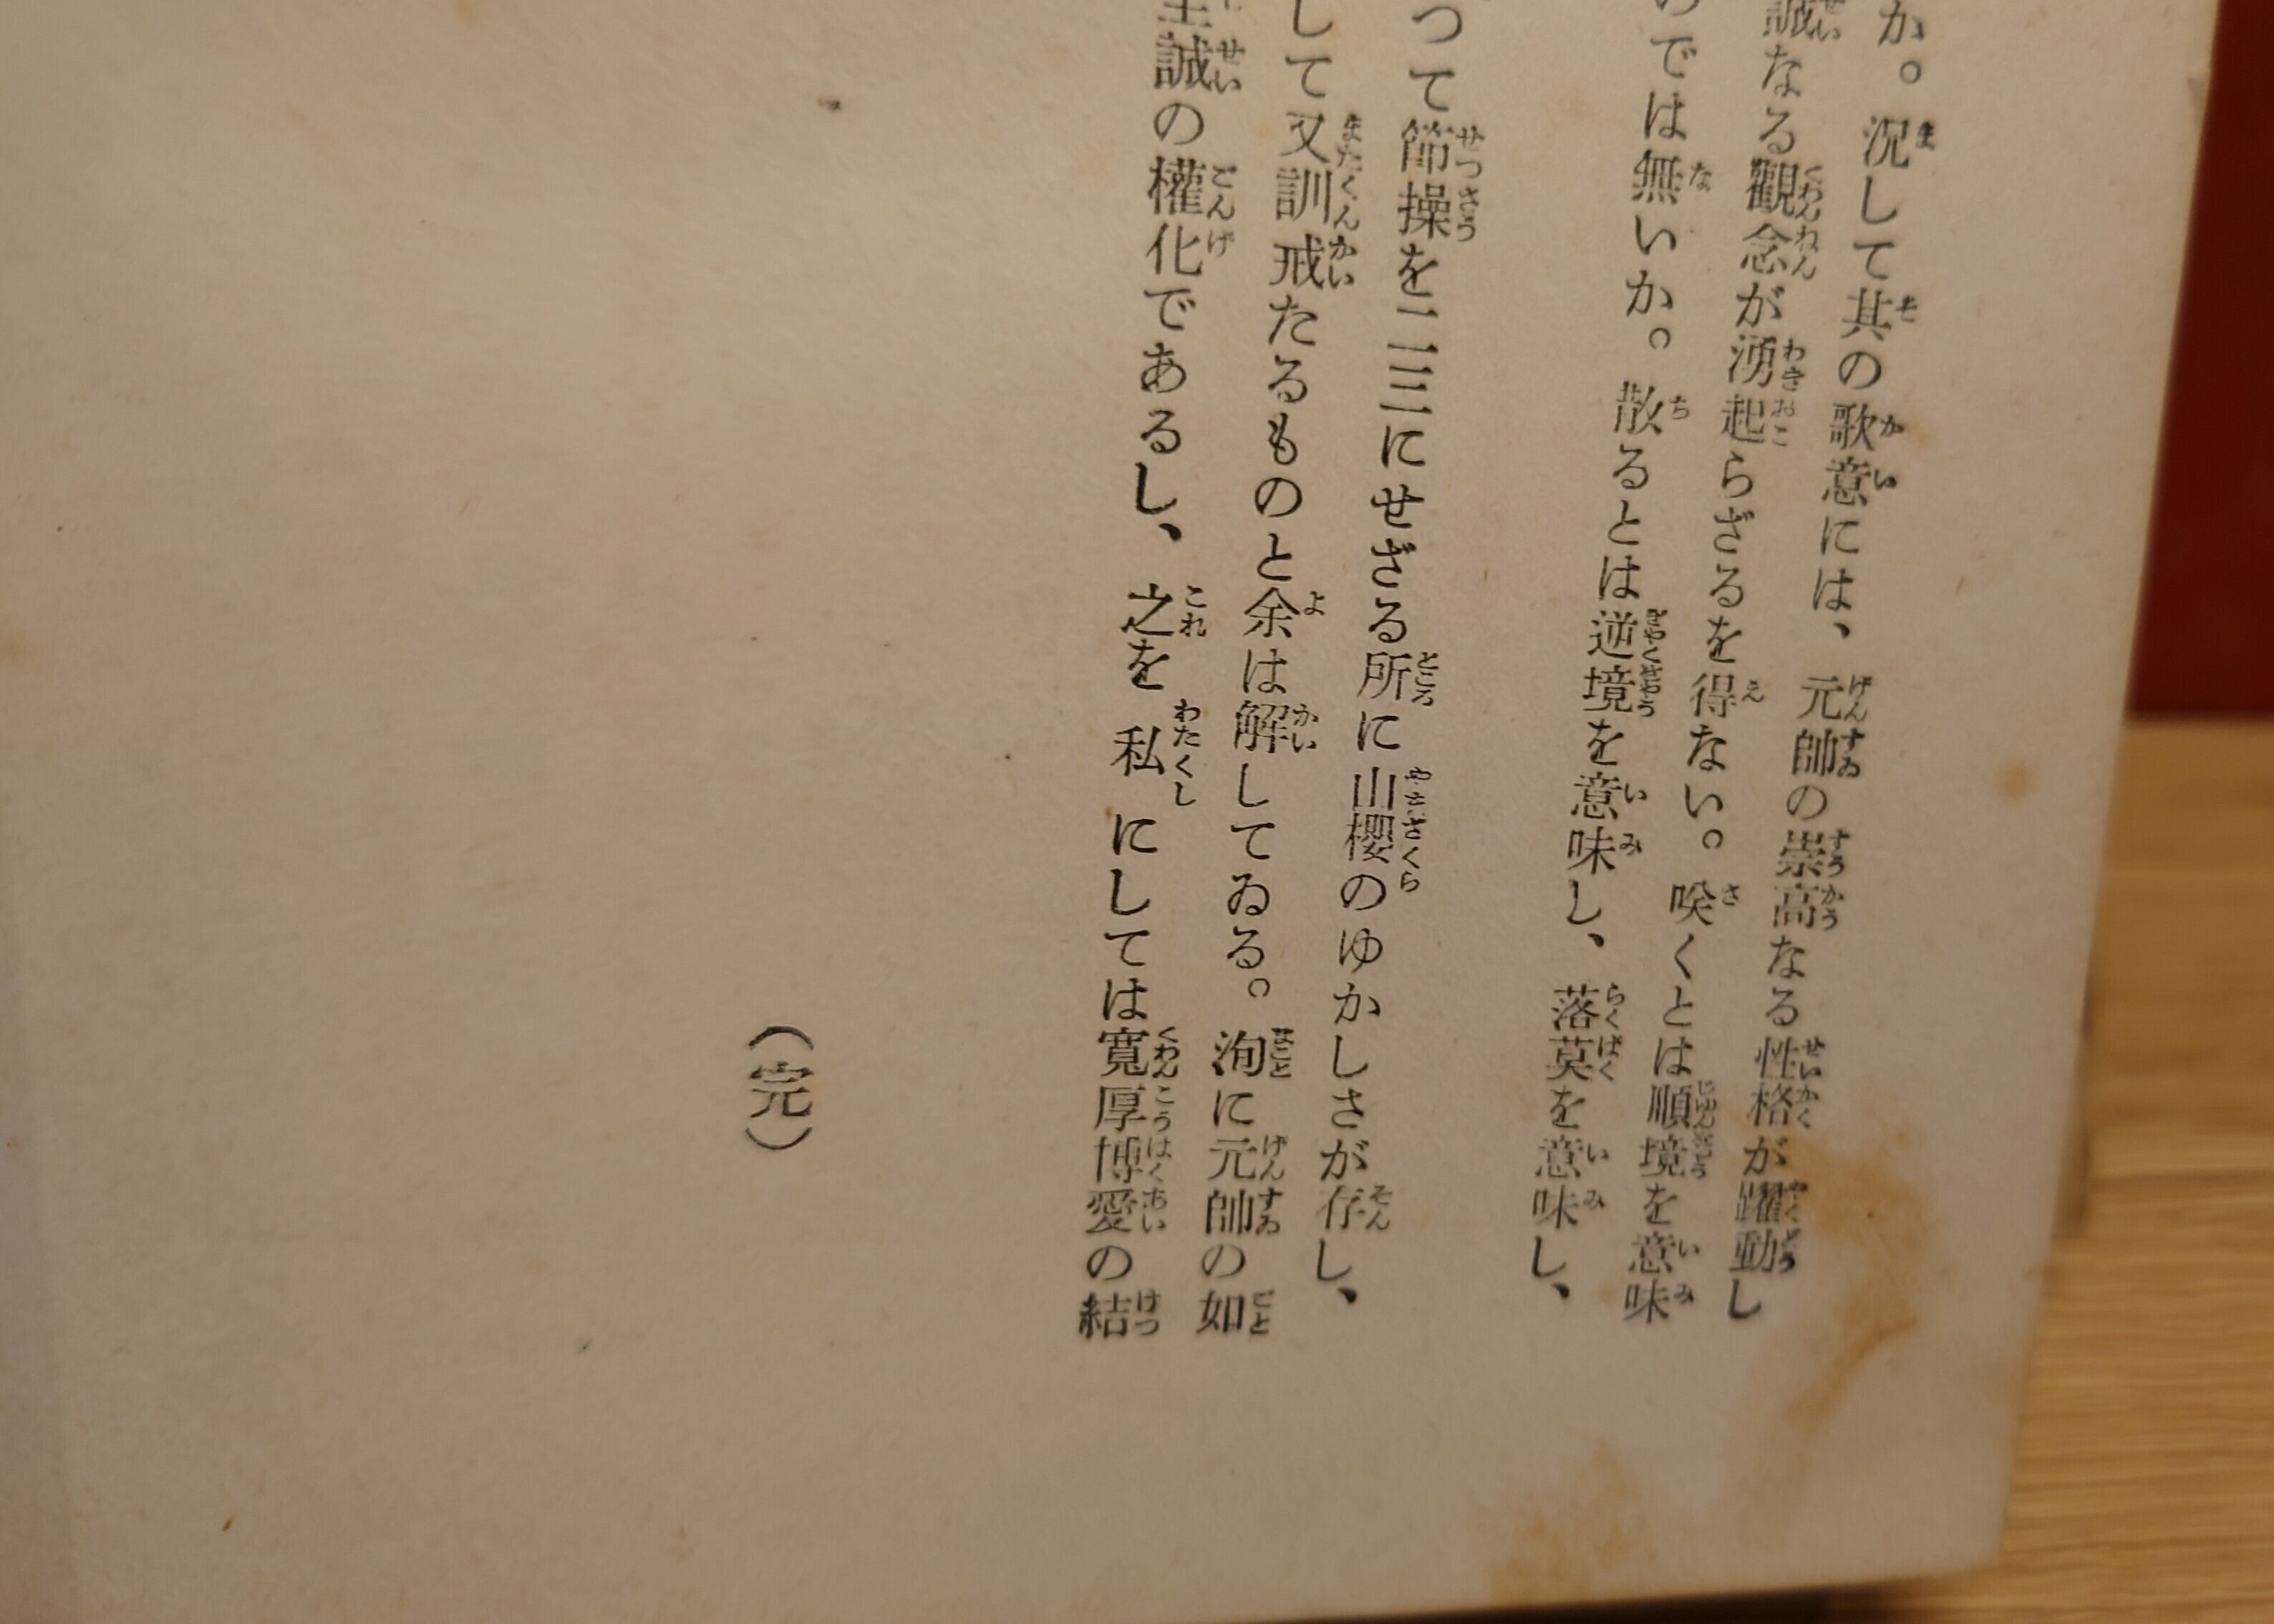 か。況して其の歌意には、元帥の崇高なる性格が躍動し
誠なる觀念が湧起らざるを得ない。咲くとは順境を意味
のでは無いか。散るとは逆境を意味し、落莫を意味し、
つて節操を二三にせざる所に山櫻のゆかしさが存し、
して又訓戒たるものと余は解してゐる。洵に元帥の如
至誠の權化であるし、之を私にしては寬厚博愛の結
（完）